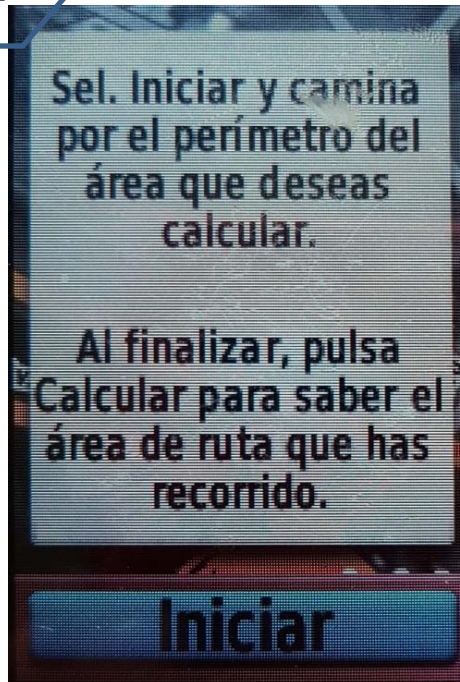 Sel. Iniciar y camina
por el perímetro del
área que deseas
calcular.
Al finalizar, pulsa
Calcular para saber el
área de ruta que has
recorrido.
Iniciar